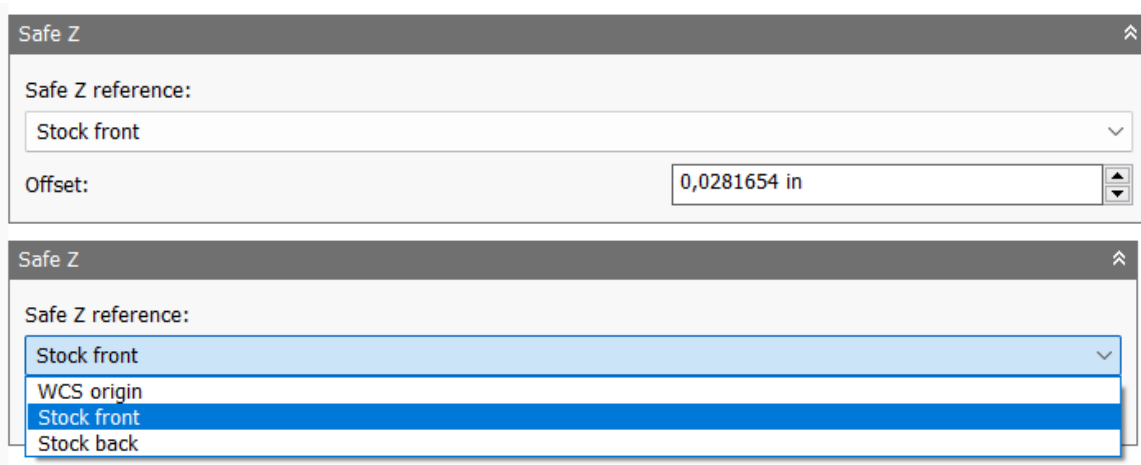 Safe Z
Safe Z reference:
Stock front
Offset: 0,0281654 in
Safe Z
Safe Z reference:
Stock front
WCS origin
Stock front
Stock back